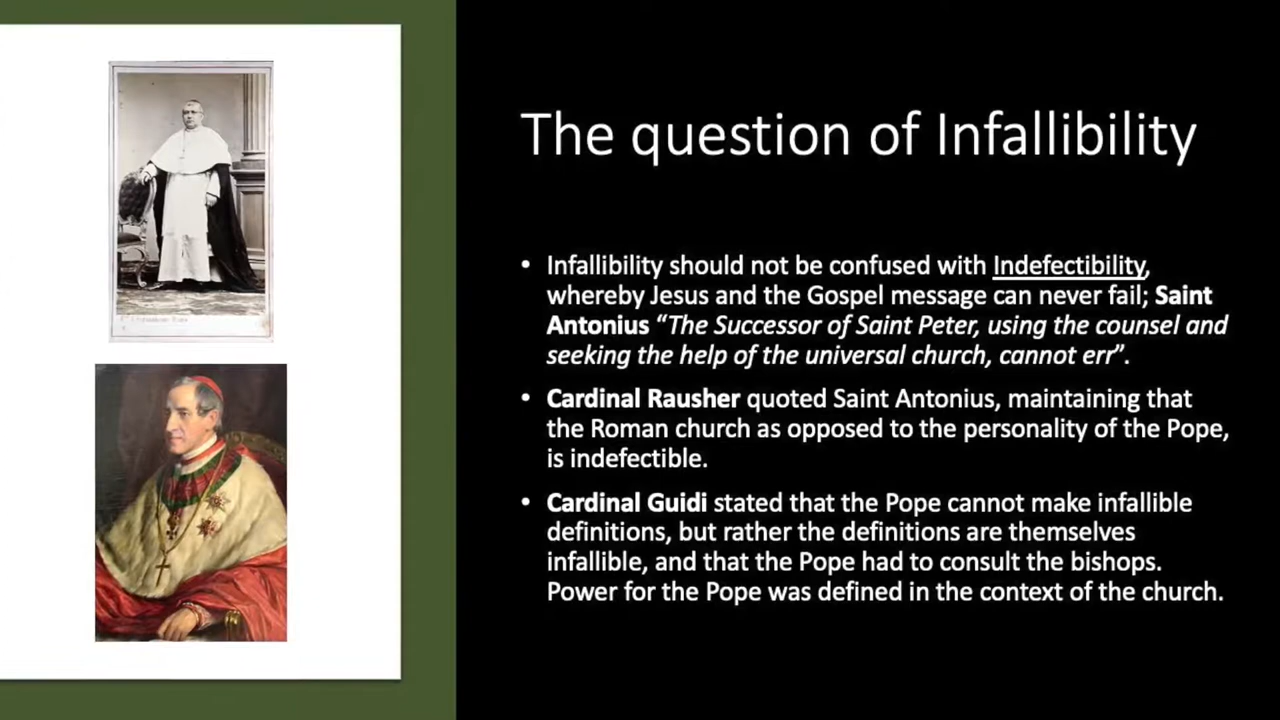 The question of Infallibility
• Infallibility should not be confused with Indefectibility,
whereby Jesus and the Gospel message can never fail; Saint
Antonius “The Successor of Saint Peter, using the counsel and
seeking the help of the universal church, cannot err”.
• Cardinal Rausher quoted Saint Antonius, maintaining that
the Roman church as opposed to the personality of the Pope,
is indefectible.
• Cardinal Guidi stated that the Pope cannot make infallible
definitions, but rather the definitions are themselves
infallible, and that the Pope had to consult the bishops.
Power for the Pope was defined in the context of the church.